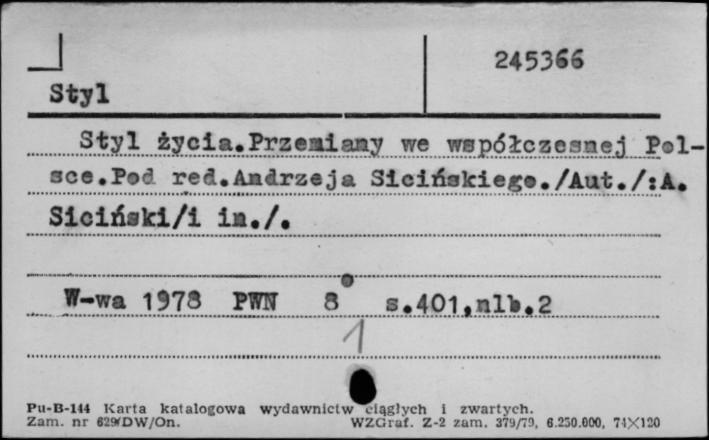 245366
Styl
Styl życia.Przemiany we współczesnej Pol-
sce.Pod red.Andrzeja Sicińskiego./Aut./:A.
Siciński/i in./.
W-wa 1978 PWN 8° s.401,nlb.2
1
Pu-B-144 Karta katalogowa wydawnictw ciągłych i zwartych.
Zam. nr 629/DW/On. WZGraf. Z-2 zam. 379/79, 6.250.000, 74×120